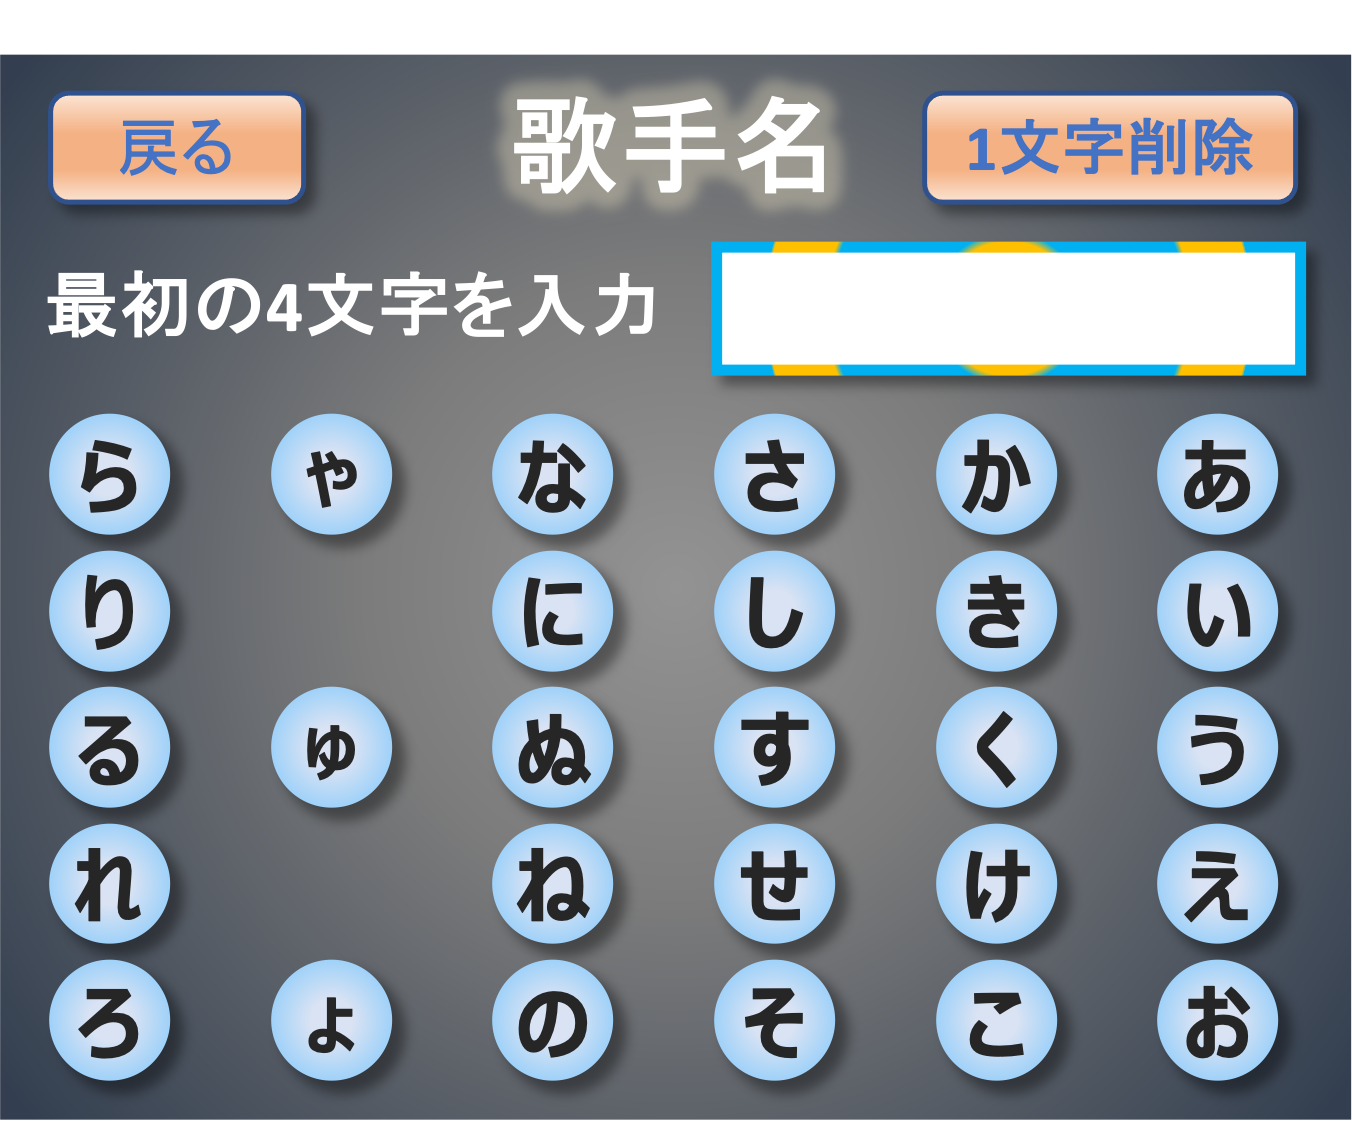 戻る 歌手名 1文字削除
最初の4文字を入力
ら ゃ な さ か あ
り に し き い
る ゅ ぬ す く う
れ ね せ け え
ろ ょ の そ こ お